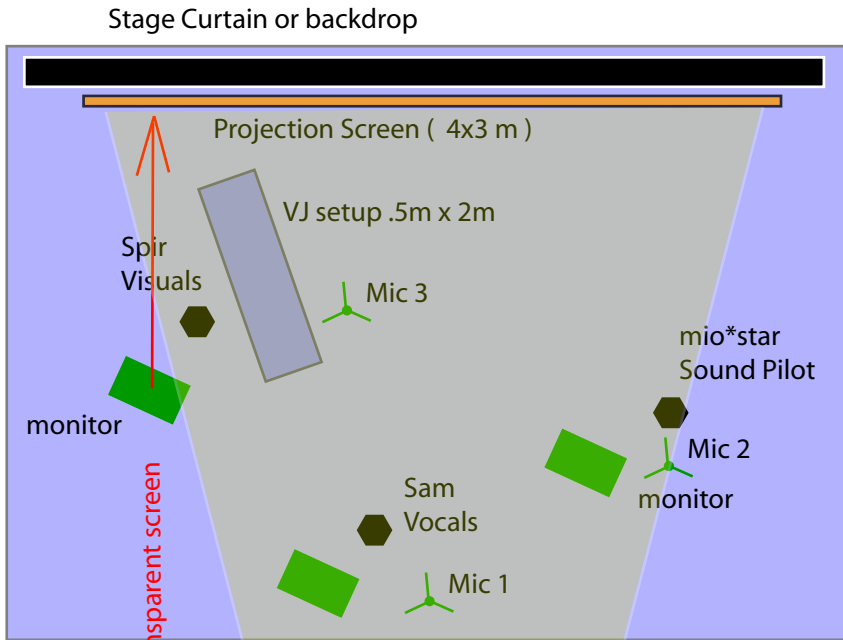 Stage Curtain or backdrop
Projection Screen ( 4x3 m )
VJ setup .5m x 2m
Spir
Visuals
Mic 3
mio*star
Sound Pilot
monitor
Mic 2
monitor
Sam
Vocals
Mic 1
screen